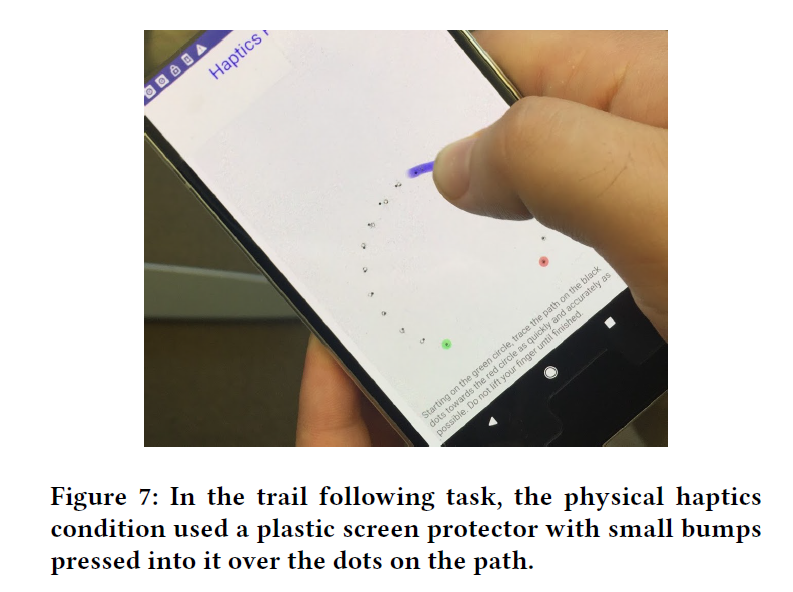 Haptics
Starting on the green circle, trace the path on the black
dots towards the red circle as quickly and accurately as
possible. Do not lift your finger until finished.
Figure 7: In the trail following task, the physical haptics
condition used a plastic screen protector with small bumps
pressed into it over the dots on the path.